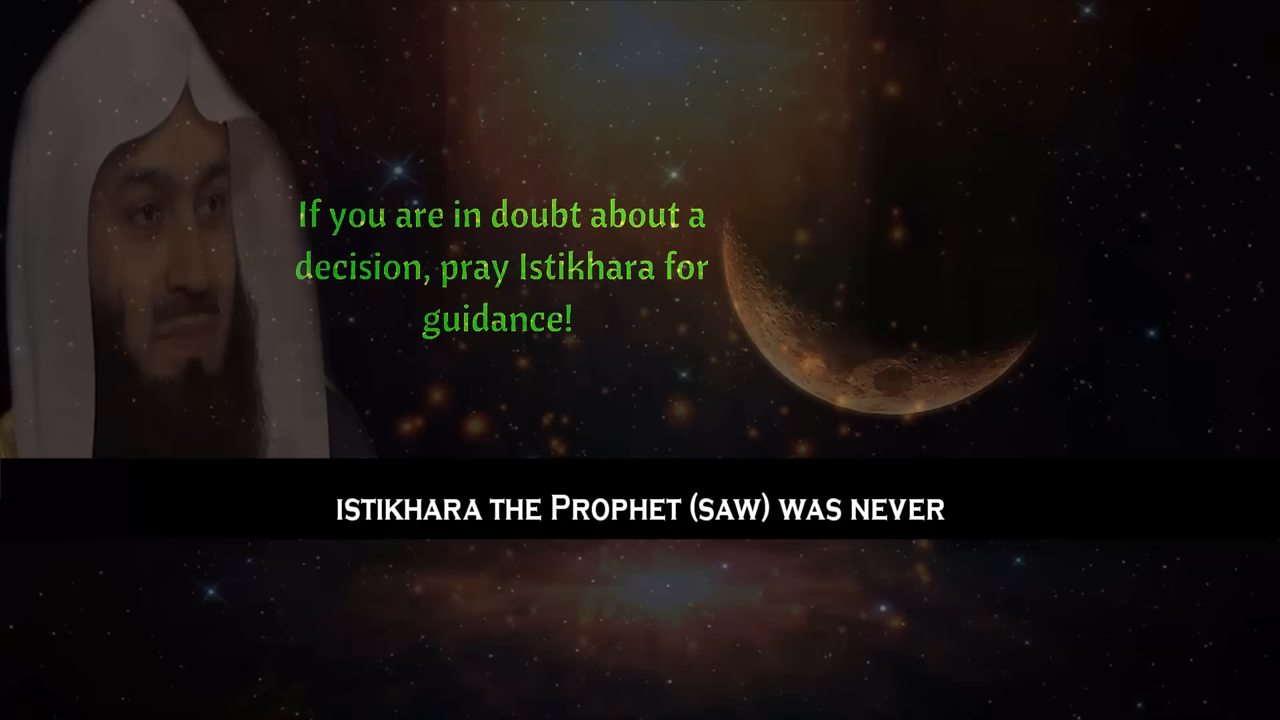 If you are in doubt about a
decision, pray Istikhara for
guidance!
ISTIKHARA THE PROPHET (SAW) WAS NEVER